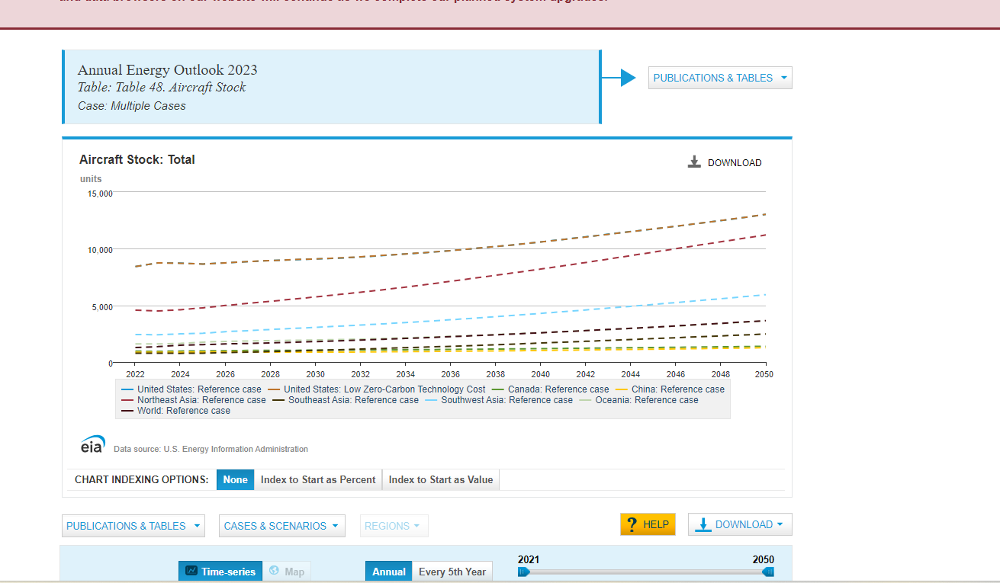 Annual Energy Outlook 2023
Table: Table 48. Aircraft Stock
Case: Multiple Cases
PUBLICATIONS & TABLES
Aircraft Stock: Total
DOWNLOAD
units
15,000
10,000
5,000
0
2022 2024 2026 2028 2030 2032 2034 2036 2038 2040 2042 2044 2046 2048 2050
United States: Reference case United States: Low Zero-Carbon Technology Cost Canada: Reference case China: Reference case
Northeast Asia: Reference case Southeast Asia: Reference case Southwest Asia: Reference case Oceania: Reference case
World: Reference case
eia Data source: U.S. Energy Information Administration
CHART INDEXING OPTIONS: None Index to Start as Percent Index to Start as Value
PUBLICATIONS & TABLES CASES & SCENARIOS REGIONS ? HELP DOWNLOAD
2021 2050
Time-series Map Annual Every 5th Year